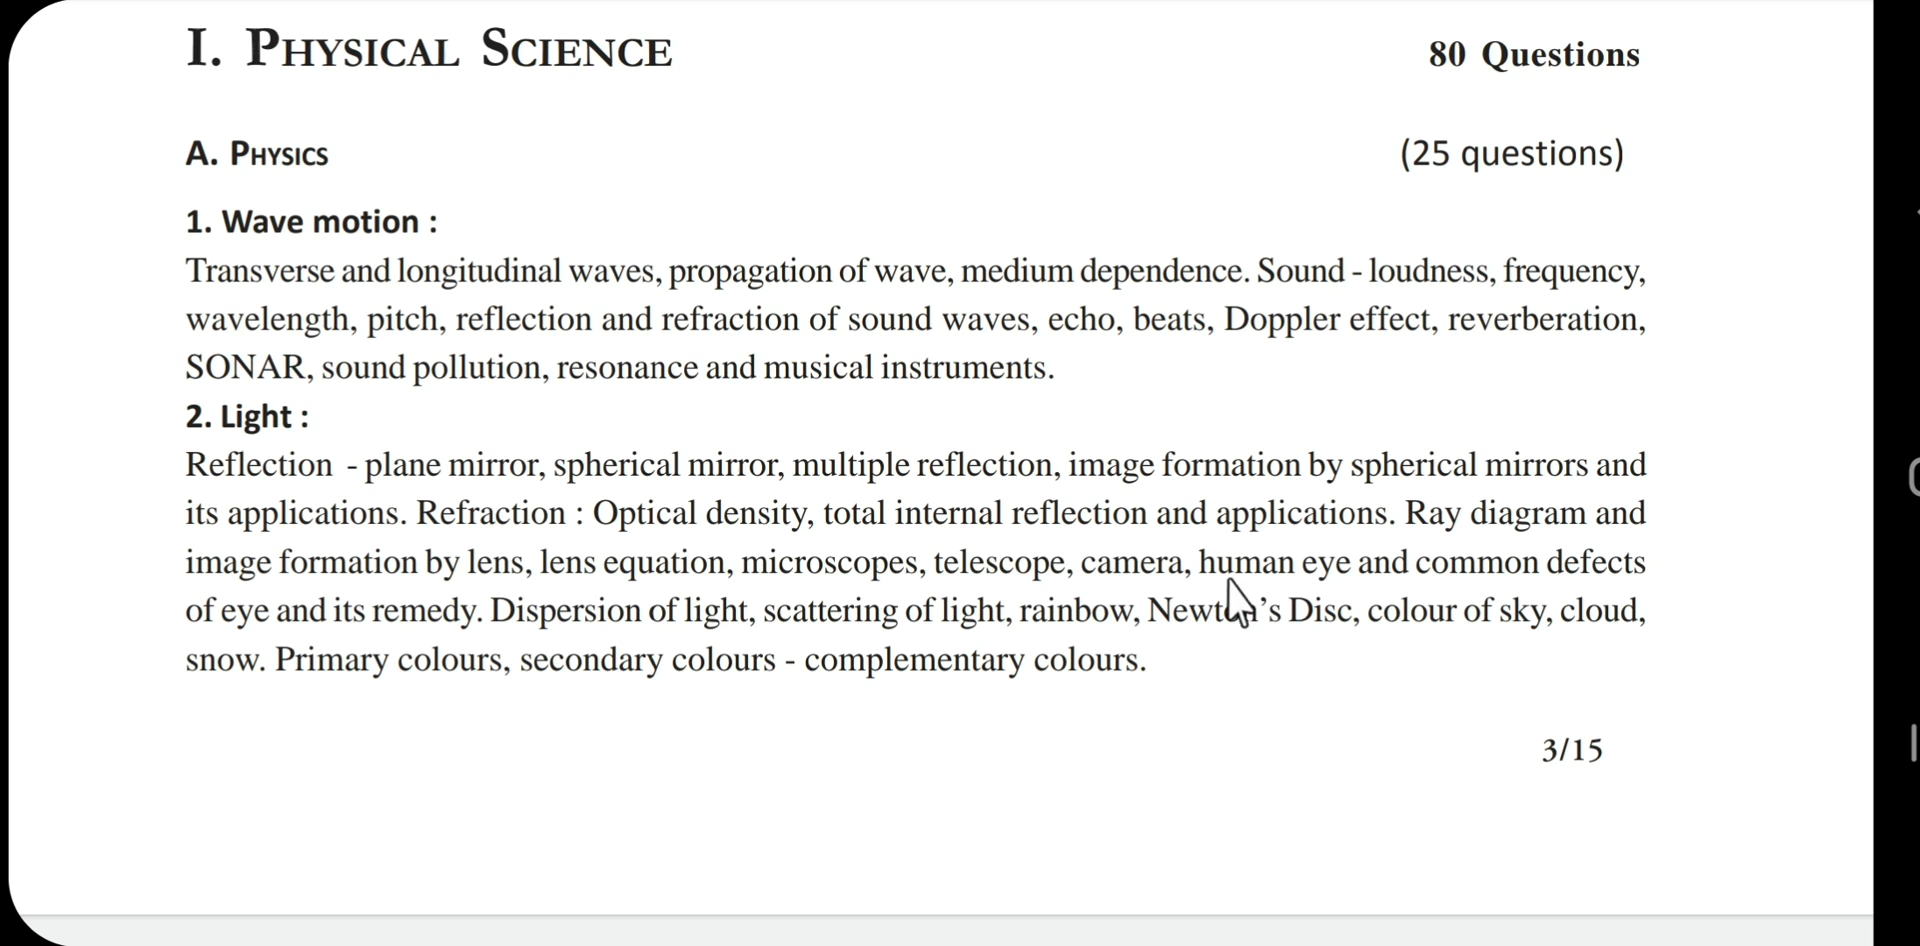 I. PHYSICAL SCIENCE 80 Questions
A. PHYSICS (25 questions)
1. Wave motion :
Transverse and longitudinal waves, propagation of wave, medium dependence. Sound - loudness, frequency,
wavelength, pitch, reflection and refraction of sound waves, echo, beats, Doppler effect, reverberation,
SONAR, sound pollution, resonance and musical instruments.
2. Light :
Reflection - plane mirror, spherical mirror, multiple reflection, image formation by spherical mirrors and
its applications. Refraction : Optical density, total internal reflection and applications. Ray diagram and
image formation by lens, lens equation, microscopes, telescope, camera, human eye and common defects
of eye and its remedy. Dispersion of light, scattering of light, rainbow, Newton's Disc, colour of sky, cloud,
snow. Primary colours, secondary colours - complementary colours.
3/15